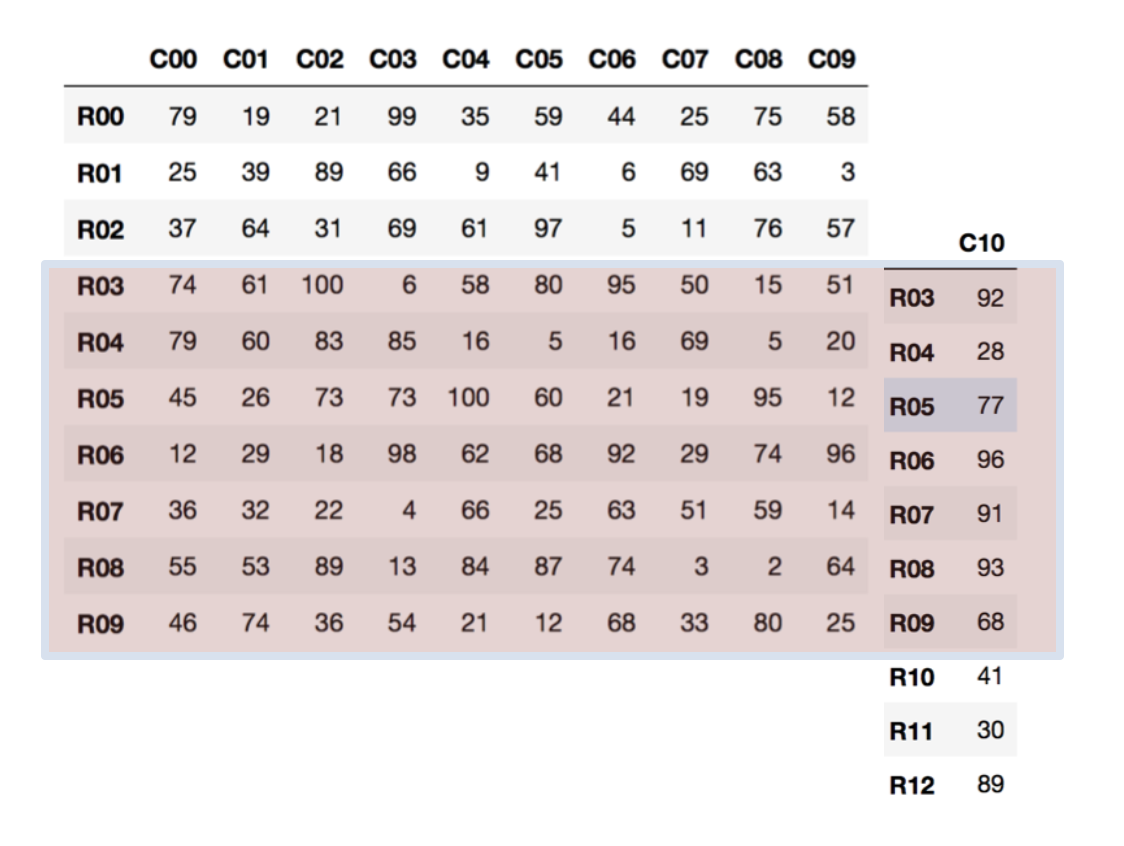 C00 C01 C02 C03 C04 C05 C06 C07 C08 C09
R00 79 19 21 99 35 59 44 25 75 58
R01 25 39 89 66 9 41 6 69 63 3
R02 37 64 31 69 61 97 5 11 76 57
C10
R03 74 61 100 6 58 80 95 50 15 51 R03 92
R04 79 60 83 85 16 5 16 69 5 20 R04 28
R05 45 26 73 73 100 60 21 19 95 12 R05 77
R06 12 29 18 98 62 68 92 29 74 96 R06 96
R07 36 32 22 4 66 25 63 51 59 14 R07 91
R08 55 53 89 13 84 87 74 3 2 64 R08 93
R09 46 74 36 54 21 12 68 33 80 25 R09 68
R10 41
R11 30
R12 89